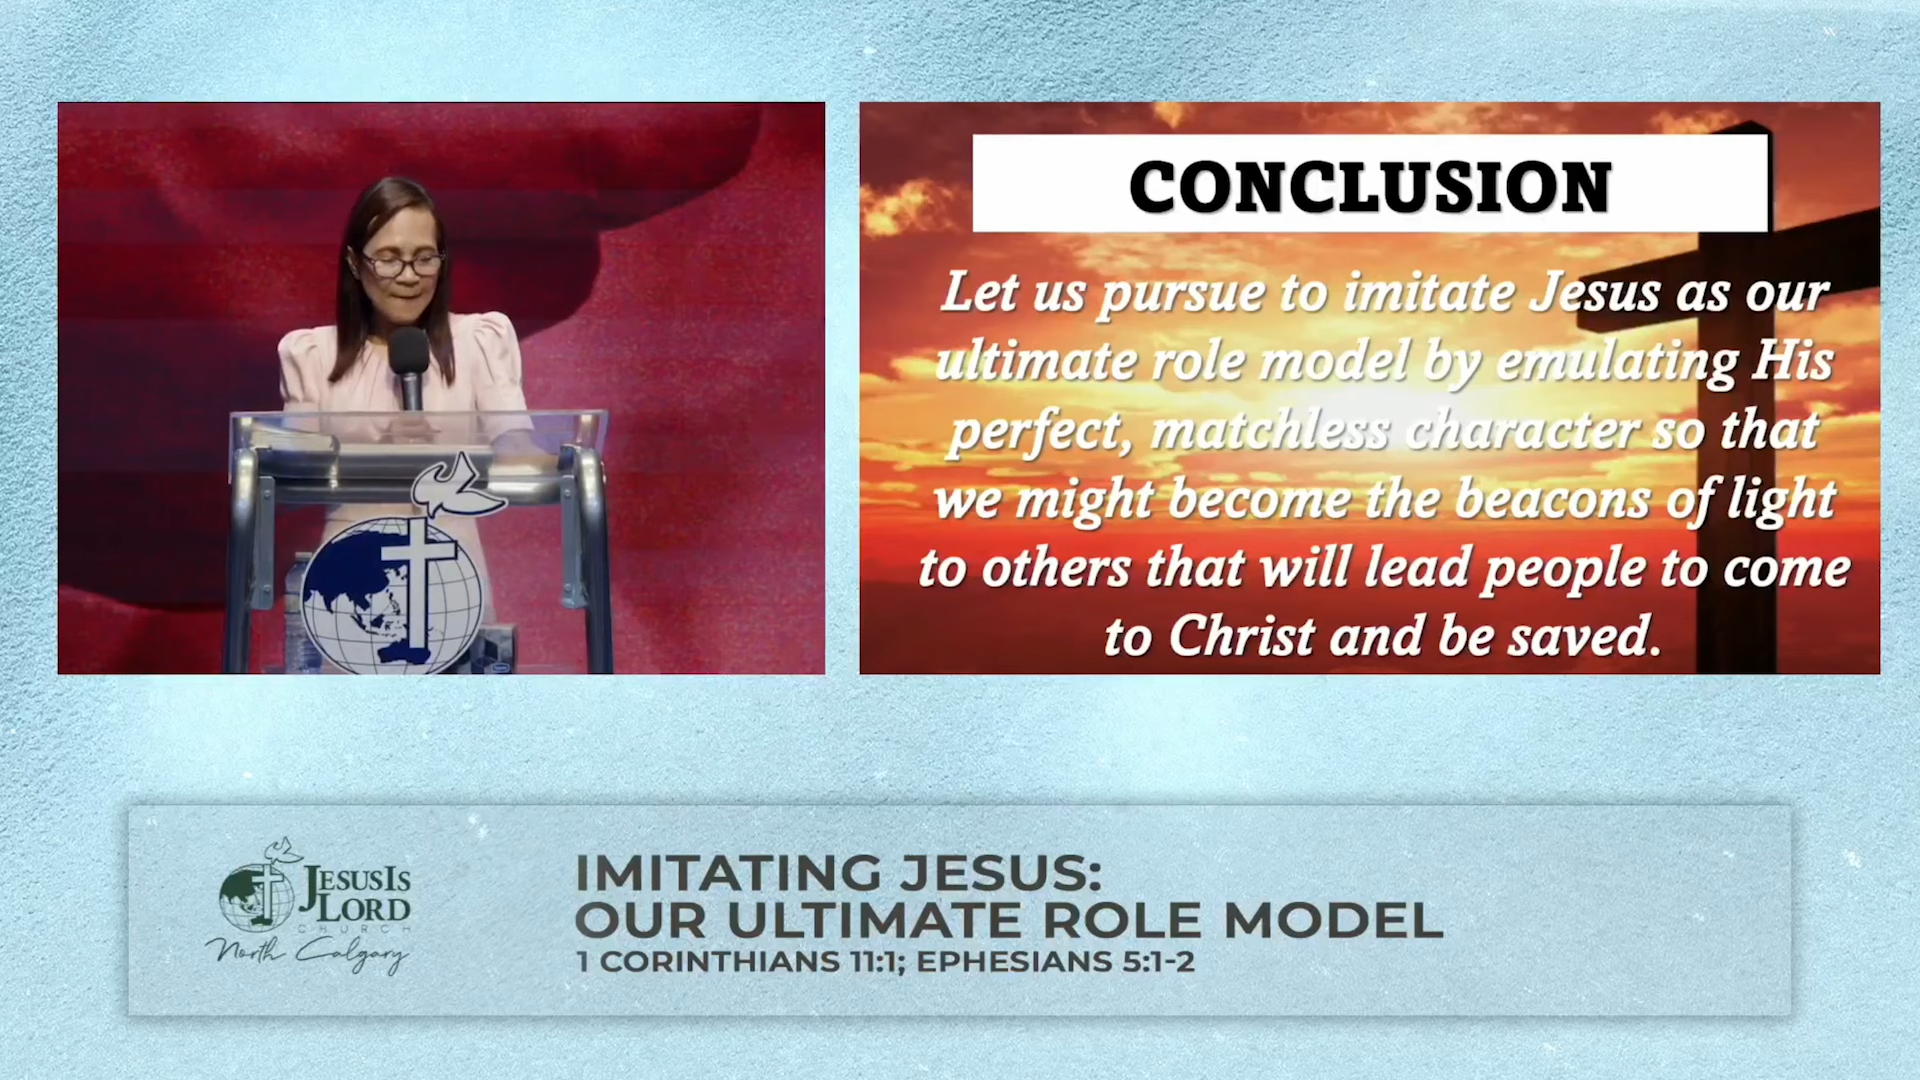 CONCLUSION
Let us pursue to imitate Jesus as our
ultimate role model by emulating His
perfect, matchless character so that
we might become the beacons of light
to others that will lead people to come
to Christ and be saved.
JESUSIS
LORD
CHURCH
North Calgary
IMITATING JESUS:
OUR ULTIMATE ROLE MODEL
1 CORINTHIANS 11:1; EPHESIANS 5:1-2